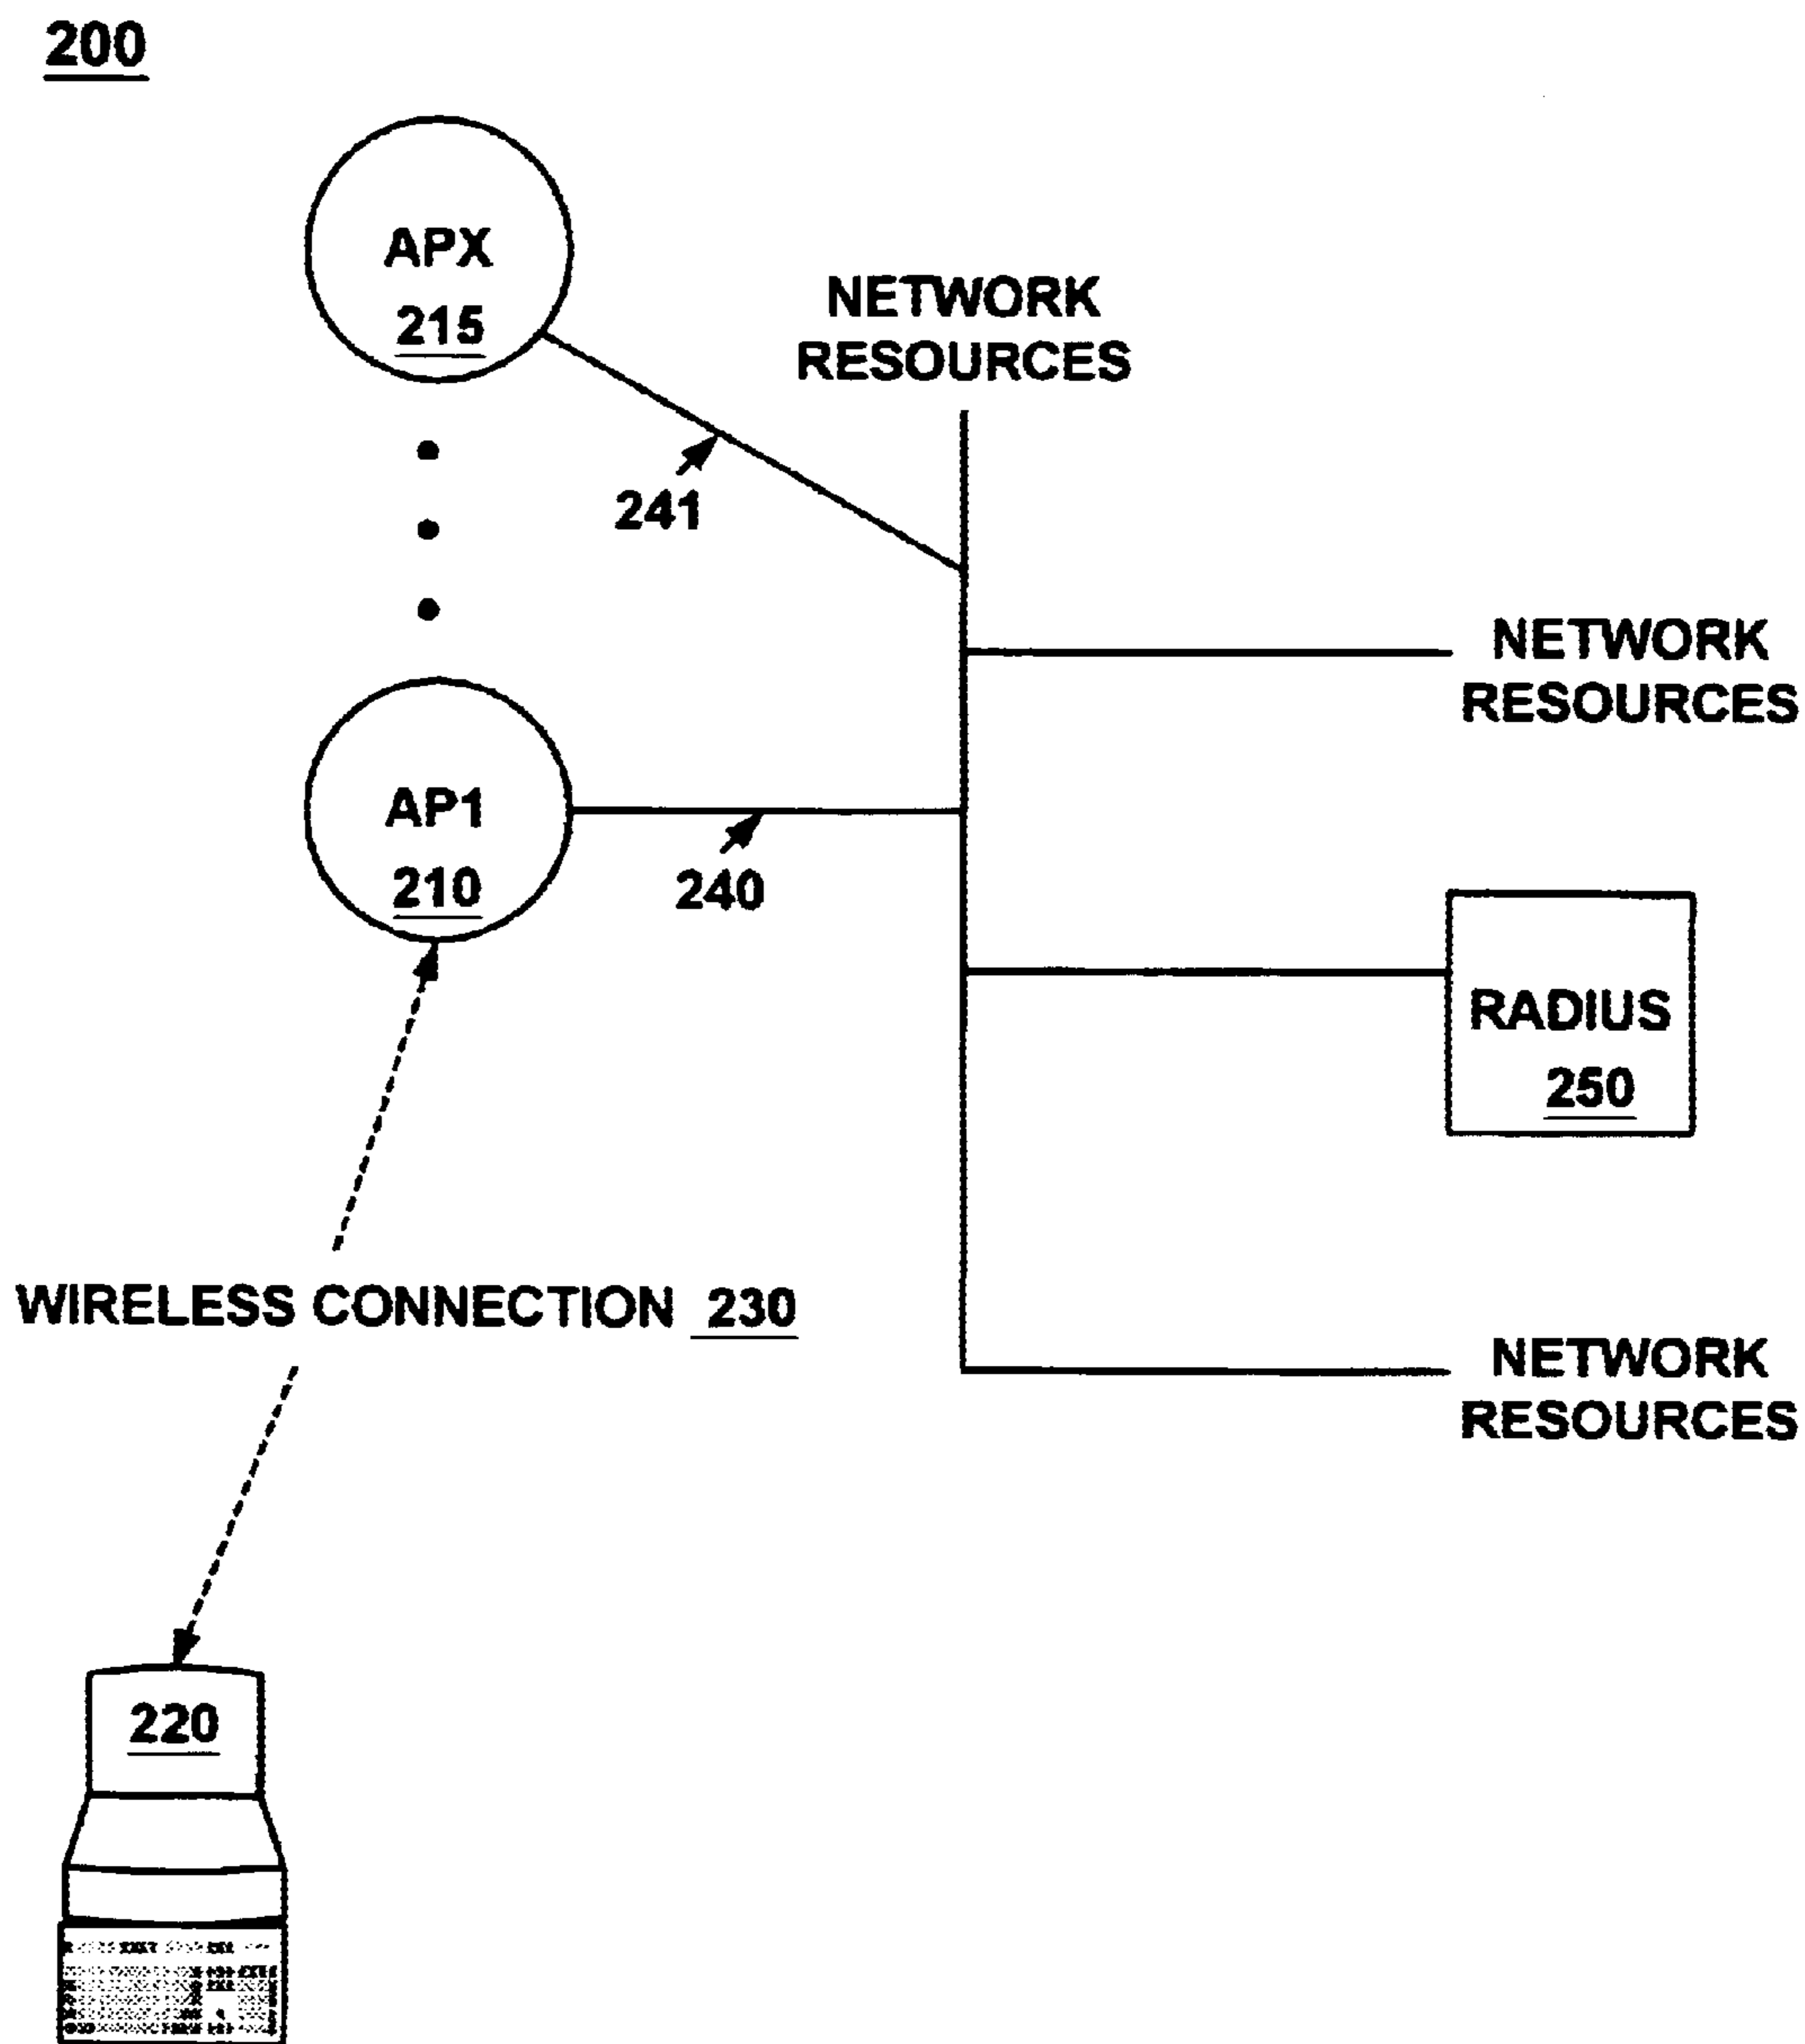 200
APX
215
NETWORK
RESOURCES
241
NETWORK
RESOURCES
AP1
210
240
RADIUS
250
WIRELESS CONNECTION 230
NETWORK
RESOURCES
220